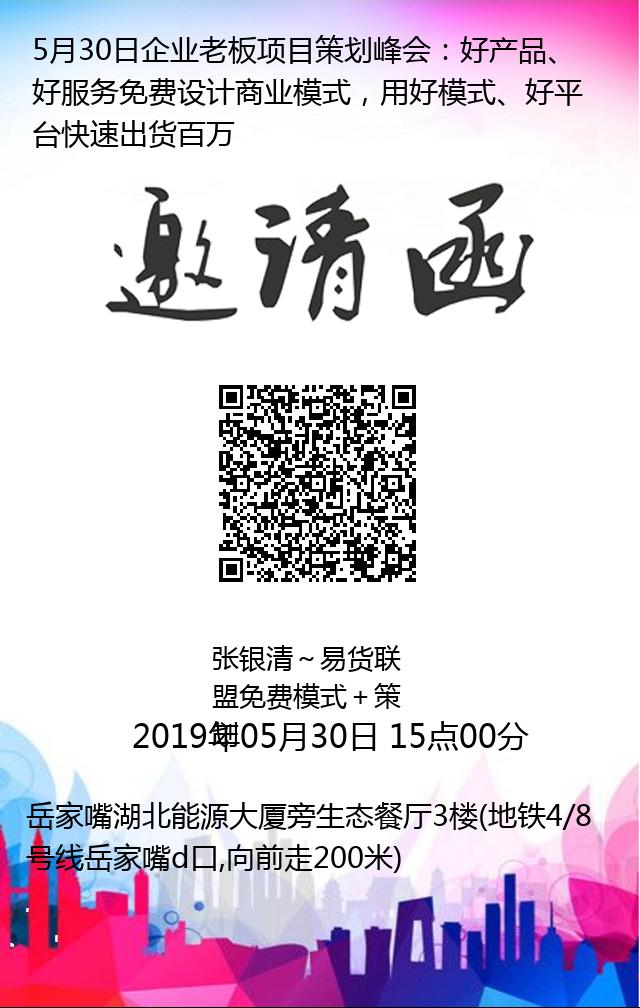 5月30日企业老板项目策划峰会：好产品、
好服务免费设计商业模式，用好模式、好平
台快速出货百万
邀请函
张银清～易货联
盟免费模式＋策
划
2019年05月30日 15点00分
岳家嘴湖北能源大厦旁生态餐厅3楼(地铁4/8
号线岳家嘴d口,向前走200米)